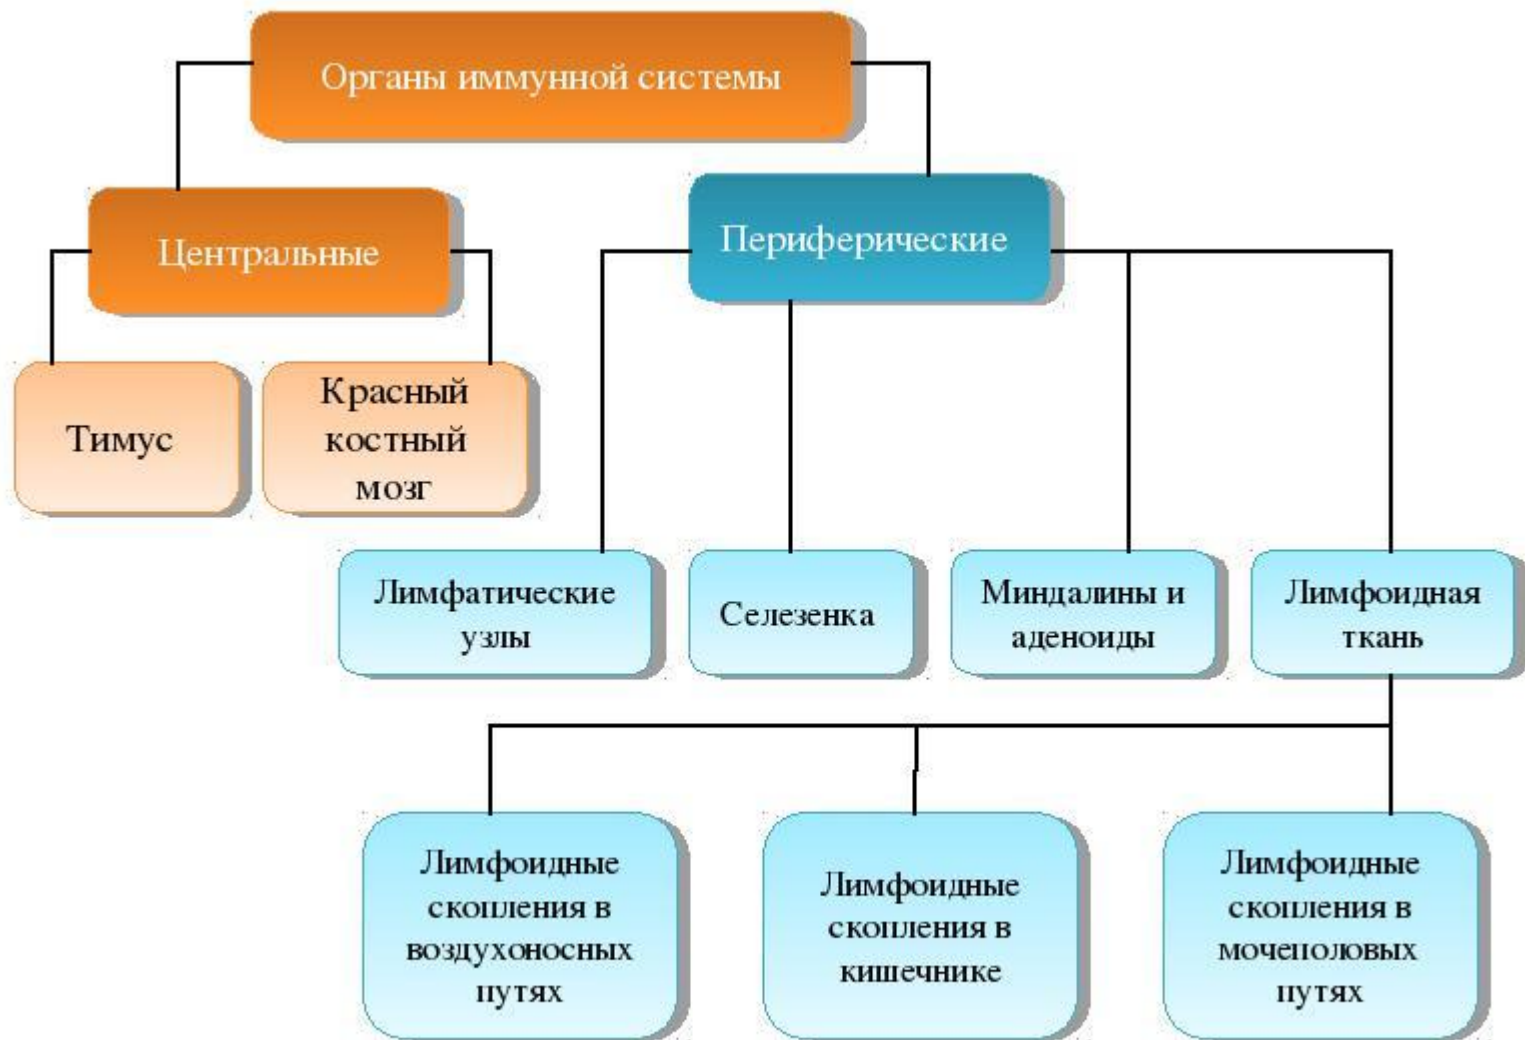 Органы иммунной системы
Центральные
Периферические
Тимус
Красный
костный
мозг
Лимфатические
узлы
Селезенка
Миндалины и
аденоиды
Лимфоидная
ткань
Лимфоидные
скопления в
воздухоносных
путях
Лимфоидные
скопления в
кишечнике
Лимфоидные
скопления в
мочеполовых
путях